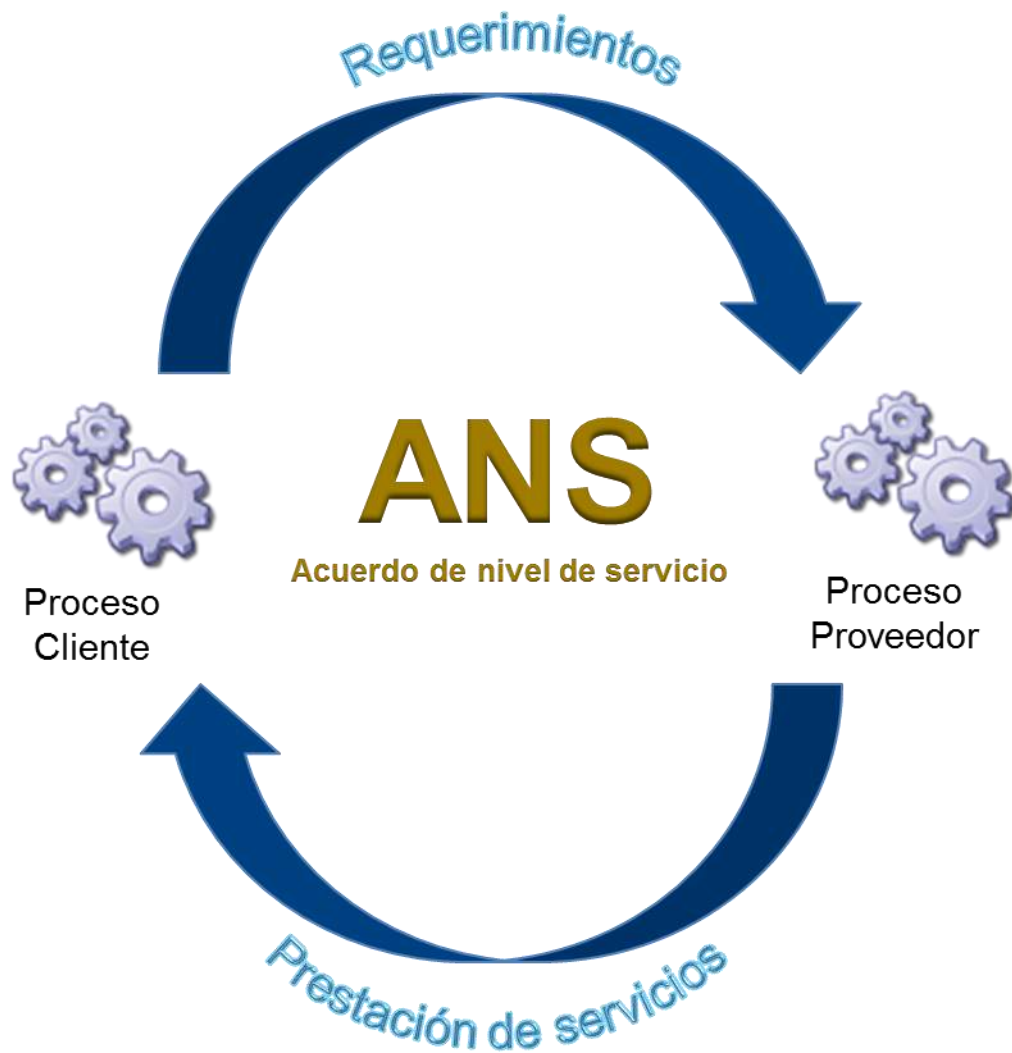 Requerimientos
ANS
Acuerdo de nivel de servicio
Proceso
Cliente
Proceso
Proveedor
Prestación de servicios